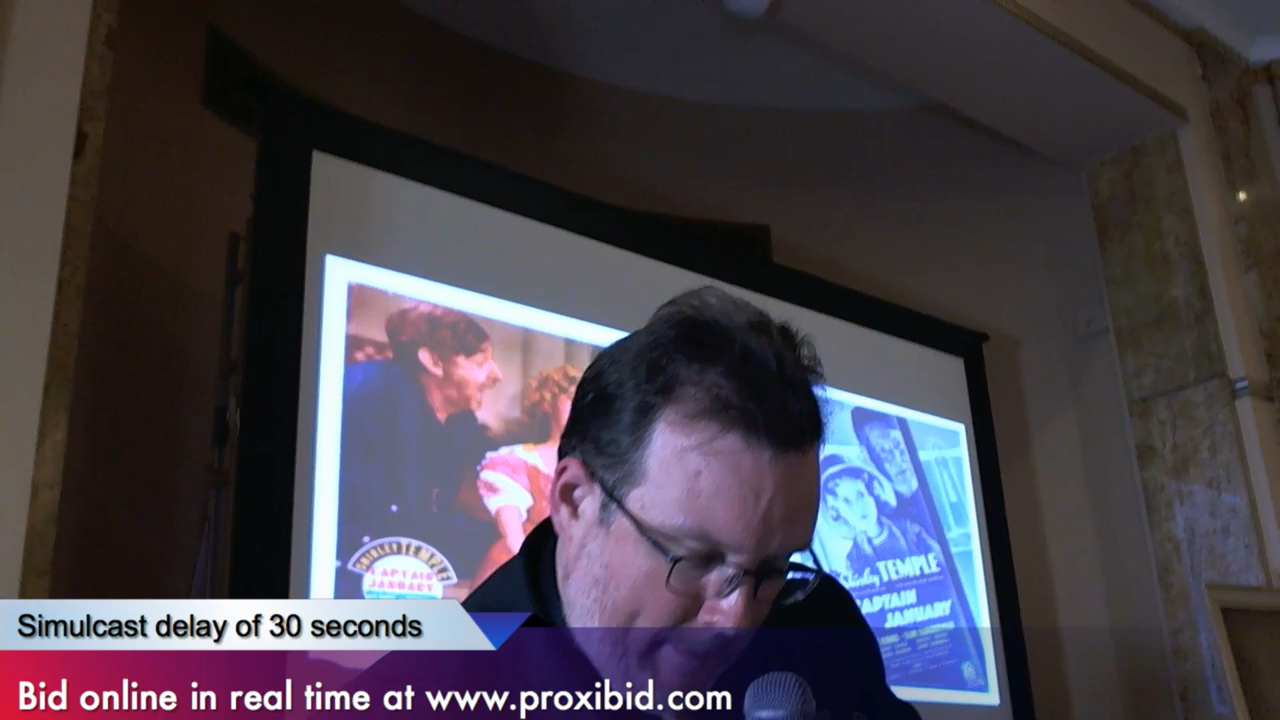 SHIRLEY TEMPLE
CAPTAIN
JANUARY
Shirley TEMPLE
CAPTAIN
JANUARY
Simulcast delay of 30 seconds
Bid online in real time at www.proxibid.com